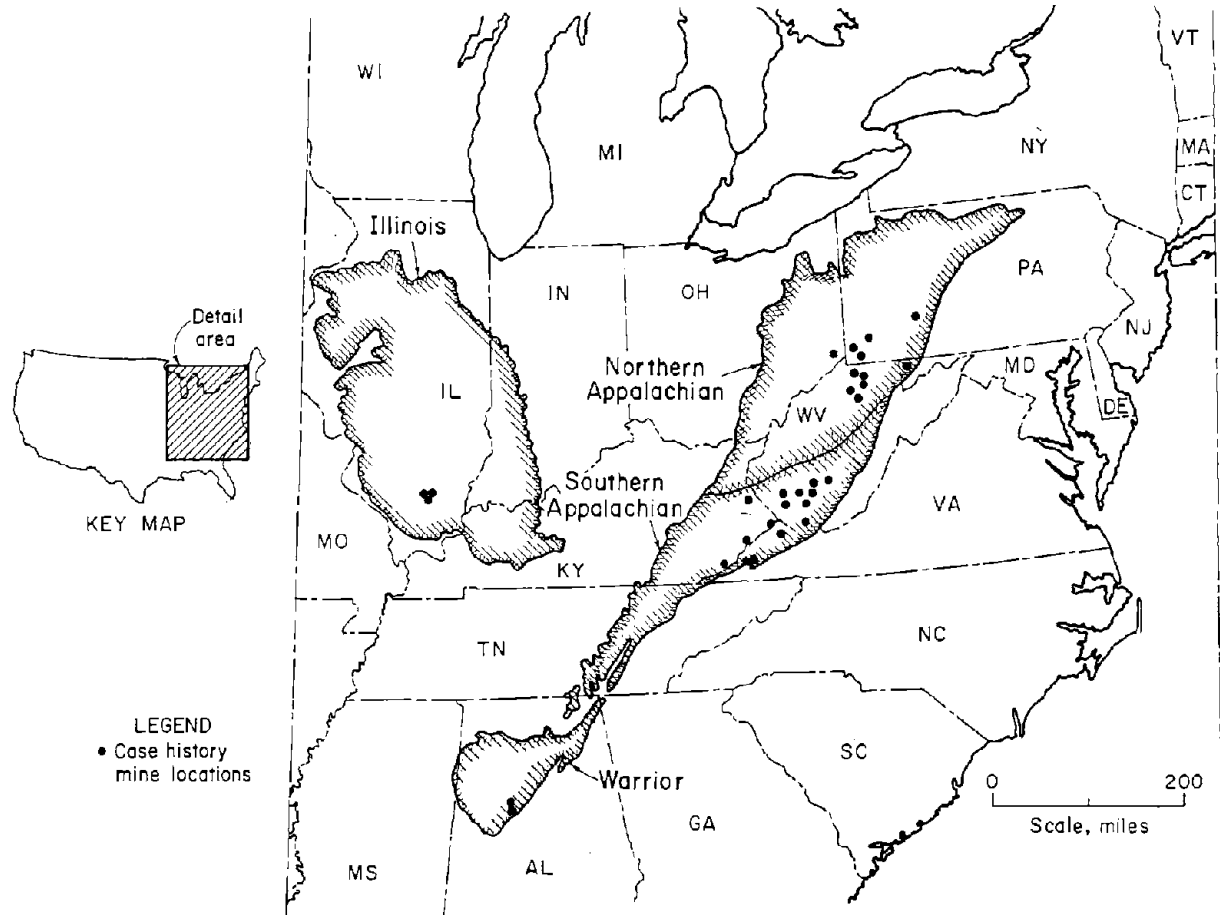 WI
MI
VT
NY
MA
CT
Illinois
IN
OH
PA
NJ
Detail
area
Northern
Appalachian
MD
DE
IL
WV
Southern
Appalachian
VA
KEY MAP
MO
KY
TN
NC
LEGEND
• Case history
mine locations
Warrior
SC
0 200
Scale, miles
GA
MS
AL